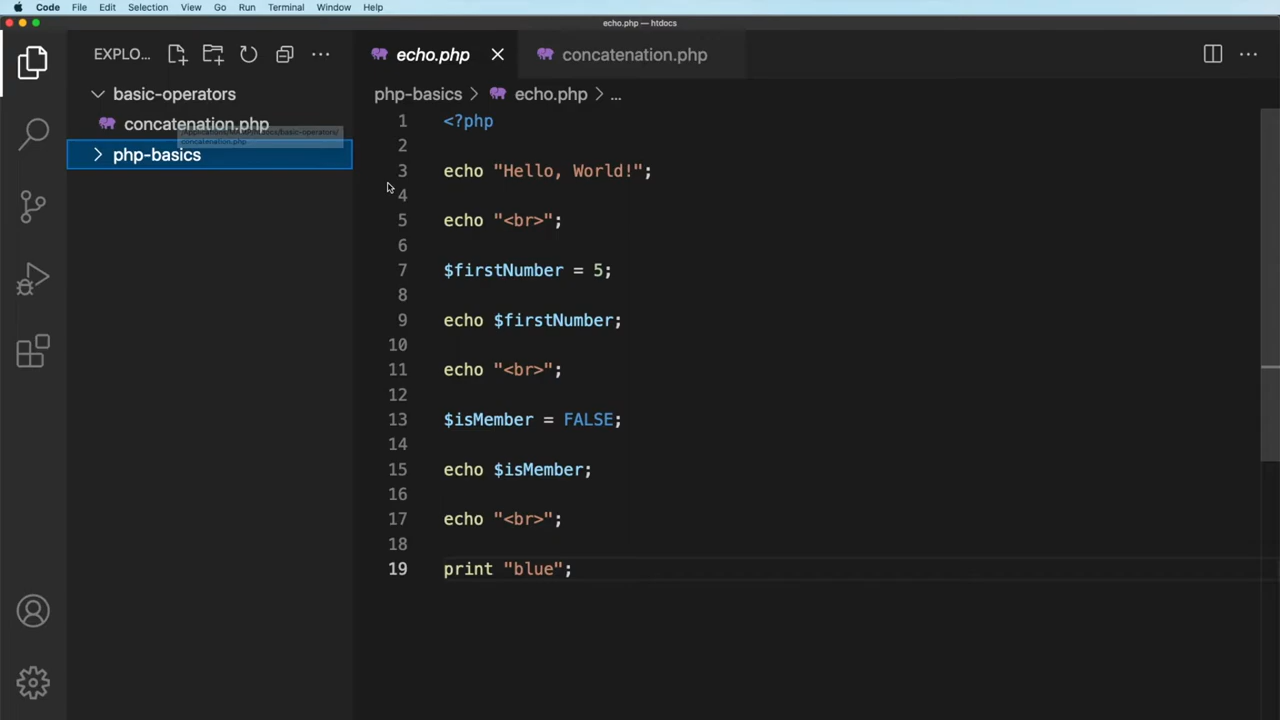 Code File Edit Selection View Go Run Terminal Window Help
echo.php — htdocs
EXPLO...
echo.php
concatenation.php
basic-operators
concatenation.php
concatenation.php
php-basics
php-basics > echo.php > ...
1 <?php
2
3 echo "Hello, World!";
4
5 echo "<br>";
6
7 $firstNumber = 5;
8
9 echo $firstNumber;
10
11 echo "<br>";
12
13 $isMember = FALSE;
14
15 echo $isMember;
16
17 echo "<br>";
18
19 print "blue";